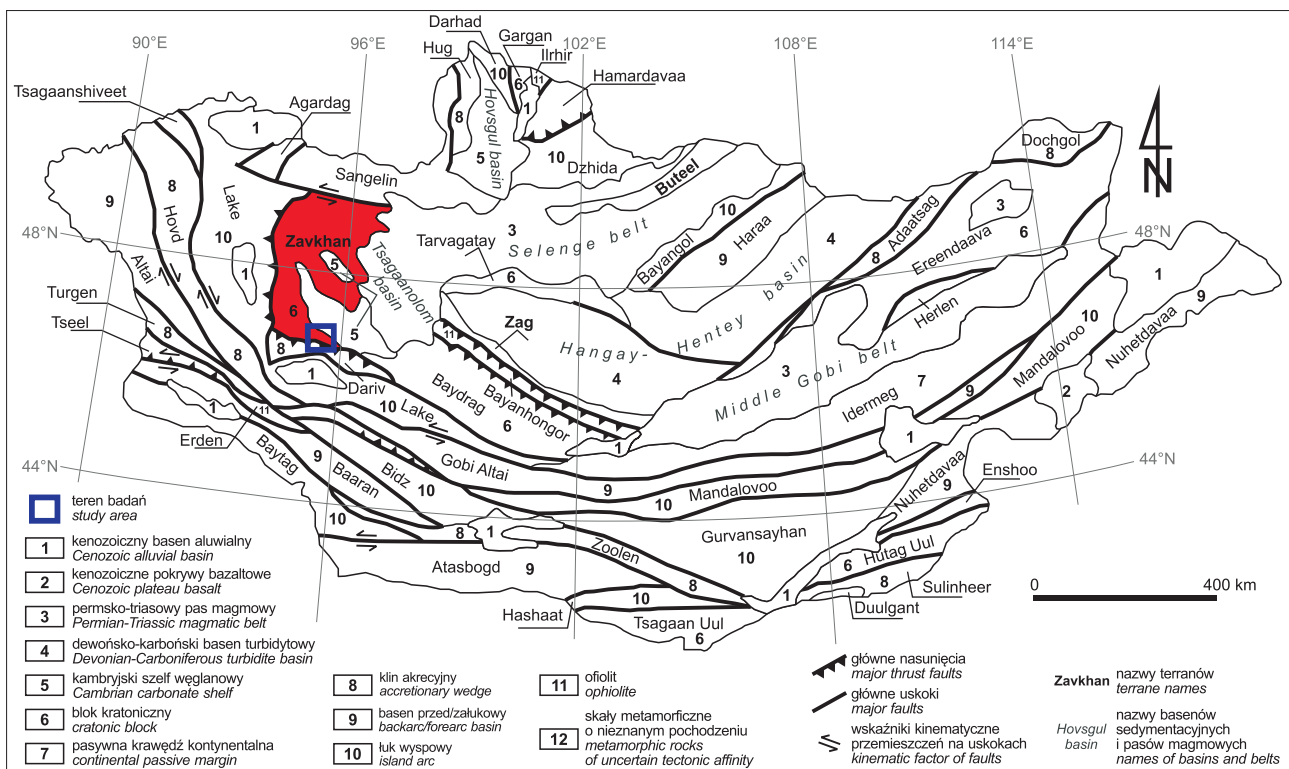 90°E
96°E
102°E
108°E
114°E
Darhad
Gargan
Ilrhir
Hug
Hamardavaa
Tsagaanshiveet
Agardag
10
6
11
1
8
Hovsgul basin
5
10
Dzhida
1
Dochgol
8
N
Sangelin
Buteel
9
8
Hovd
Lake
10
48°N
3
Selenge belt
10
Bayangol
Haraa
9
4
Adaatsag
8
3
Ereendaava
6
48°N
Zavkhan
5
Tsagaanolom
basin
Tarvagatay
6
1
Altai
6
5
Hangay-
Hentey
basin
Herlen
1
9
Turgen
Tseel
8
8
8
1
Dariv
11
Zag
4
3
Middle Gobi belt
7
Idermeg
9
10
Mandalovoo
Nuhetdavaa
2
Baydrag
6
Bayanhongor
10
Lake
1
1
1
11
Erden
Baytag
9
Baaran
Bidz
10
Gobi Altai
9
Mandalovoo
10
44°N
44°N
Nuhetdavaa
9
Enshoo
10
8
1
Zoolen
Gurvansayhan
10
Atasbogd
9
8
6
Hutag Uul
8
Sulinheer
Hashaat
10
1
Duulgant
Tsagaan Uul
6
0
400 km
teren badań
study area
1
kenozoiczny basen aluwialny
Cenozoic alluvial basin
2
kenozoiczne pokrywy bazaltowe
Cenozoic plateau basalt
3
permsko-triasowy pas magmowy
Permian-Triassic magmatic belt
4
dewońsko-karboński basen turbidytowy
Devonian-Carboniferous turbidite basin
5
kambryjski szelf węglanowy
Cambrian carbonate shelf
6
blok kratoniczny
cratonic block
7
pasywna krawędź kontynentalna
continental passive margin
8
klin akrecyjny
accretionary wedge
9
basen przed/załukowy
backarc/forearc basin
10
łuk wyspowy
island arc
11
ofiolit
ophiolite
12
skały metamorficzne
o nieznanym pochodzeniu
metamorphic rocks
of uncertain tectonic affinity
główne nasunięcia
major thrust faults
główne uskoki
major faults
wskaźniki kinematyczne
przemieszczeń na uskokach
kinematic factor of faults
Zavkhan
nazwy terranów
terrane names
Hovsgul
basin
nazwy basenów
sedymentacyjnych
i pasów magmowych
names of basins and belts